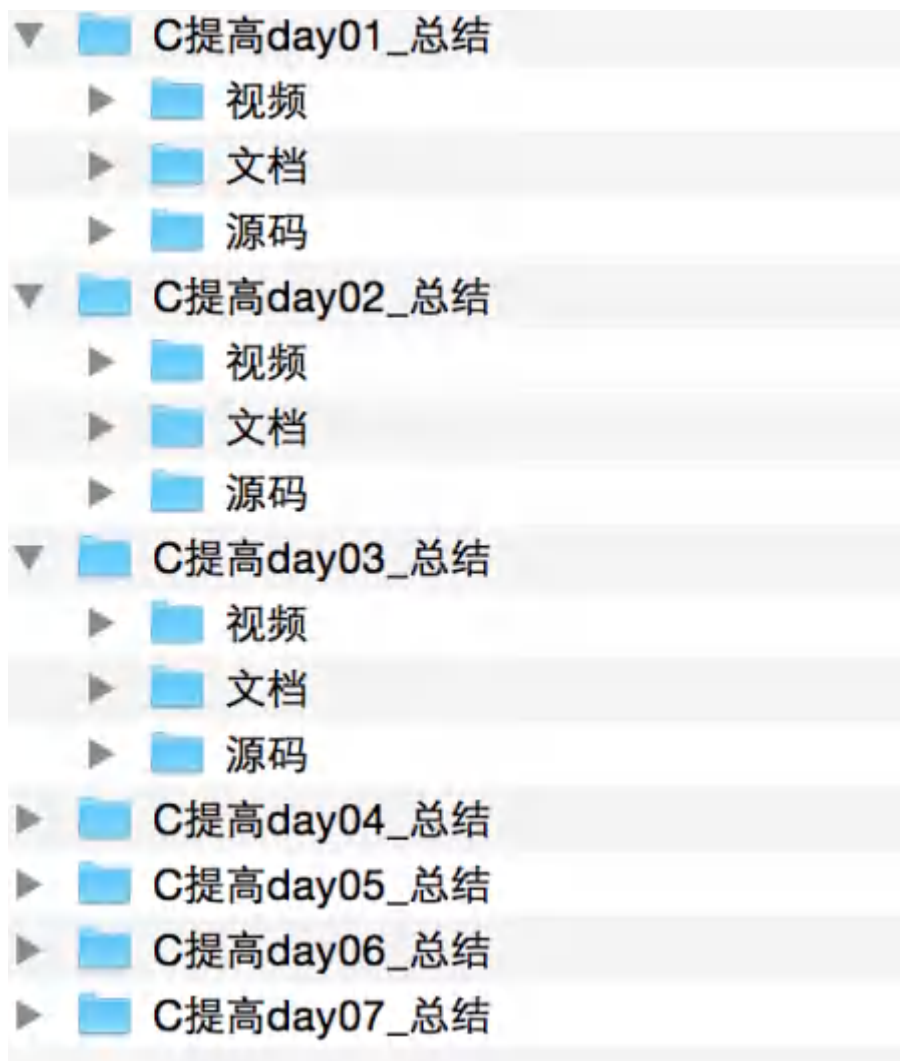 C提高day01_总结
视频
文档
源码
C提高day02_总结
视频
文档
源码
C提高day03_总结
视频
文档
源码
C提高day04_总结
C提高day05_总结
C提高day06_总结
C提高day07_总结